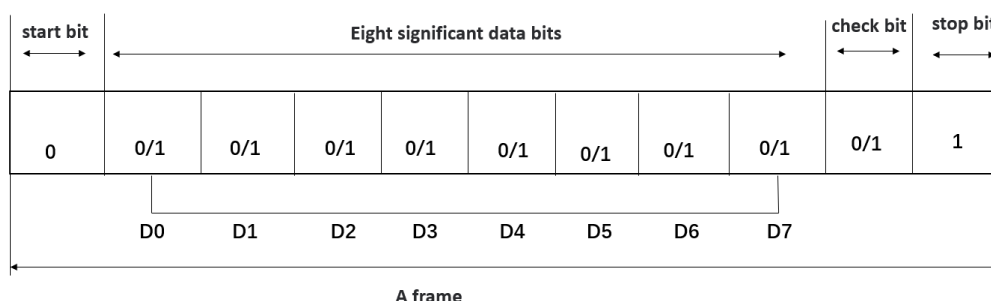 start bit
Eight significant data bits
check bit
stop bit
0
0/1
0/1
0/1
0/1
0/1
0/1
0/1
0/1
0/1
1
D0
D1
D2
D3
D4
D5
D6
D7
A frame